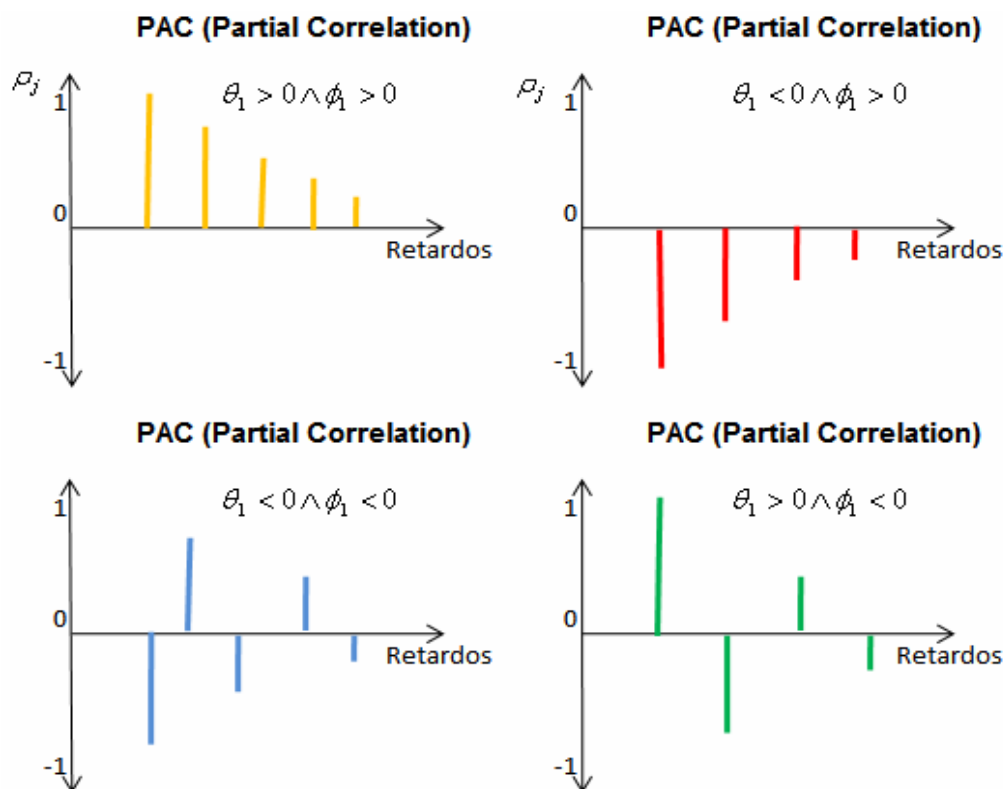 PAC (Partial Correlation)
ρj
1
θ1 > 0 ∧ ϕ1 > 0
0
Retardos
-1
PAC (Partial Correlation)
ρj
1
θ1 < 0 ∧ ϕ1 > 0
0
Retardos
-1
PAC (Partial Correlation)
1
θ1 < 0 ∧ ϕ1 < 0
0
Retardos
-1
PAC (Partial Correlation)
1
θ1 > 0 ∧ ϕ1 < 0
0
Retardos
-1